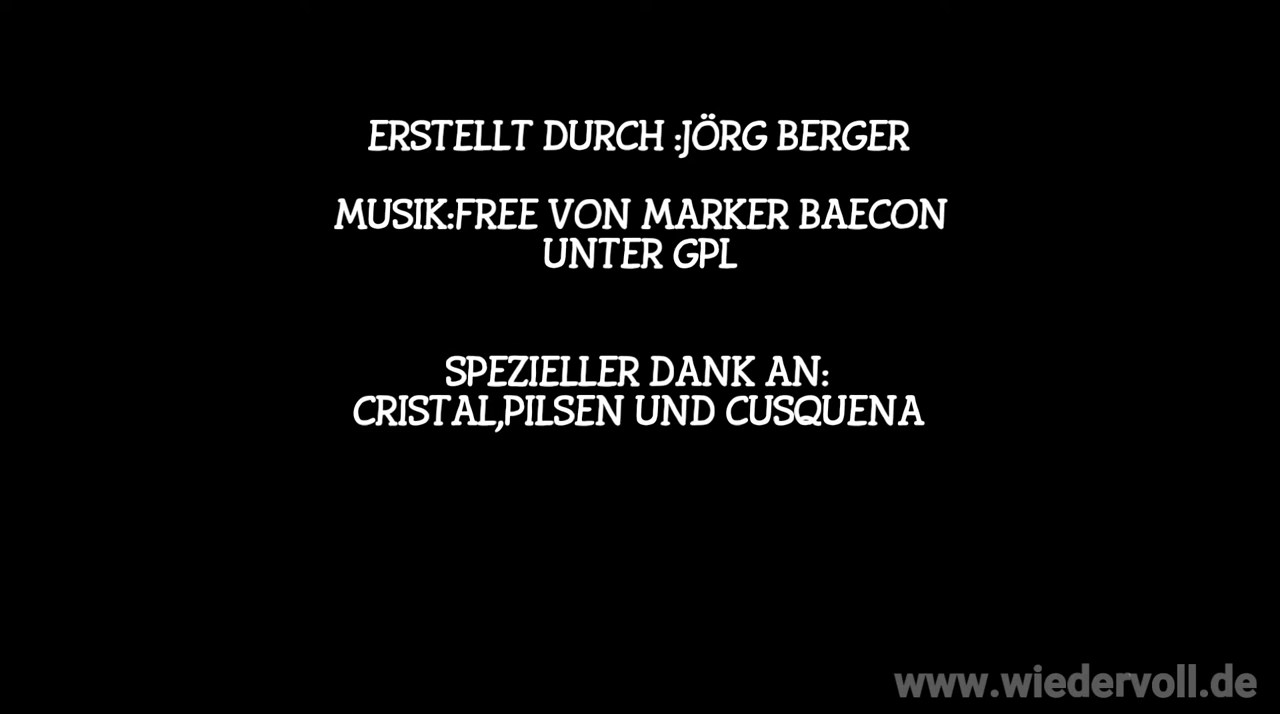 ERSTELLT DURCH :JÖRG BERGER
MUSIK:FREE VON MARKER BAECON
UNTER GPL
SPEZIELLER DANK AN:
CRISTAL,PILSEN UND CUSQUENA
www.wiedervoll.de